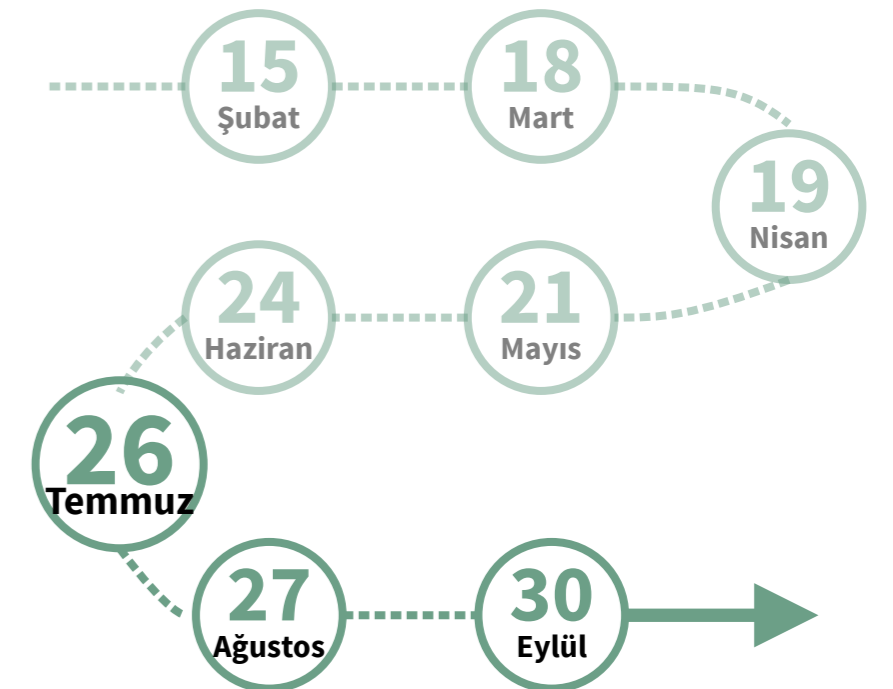 15
Şubat
18
Mart
19
Nisan
21
Mayıs
24
Haziran
26
Temmuz
27
Ağustos
30
Eylül